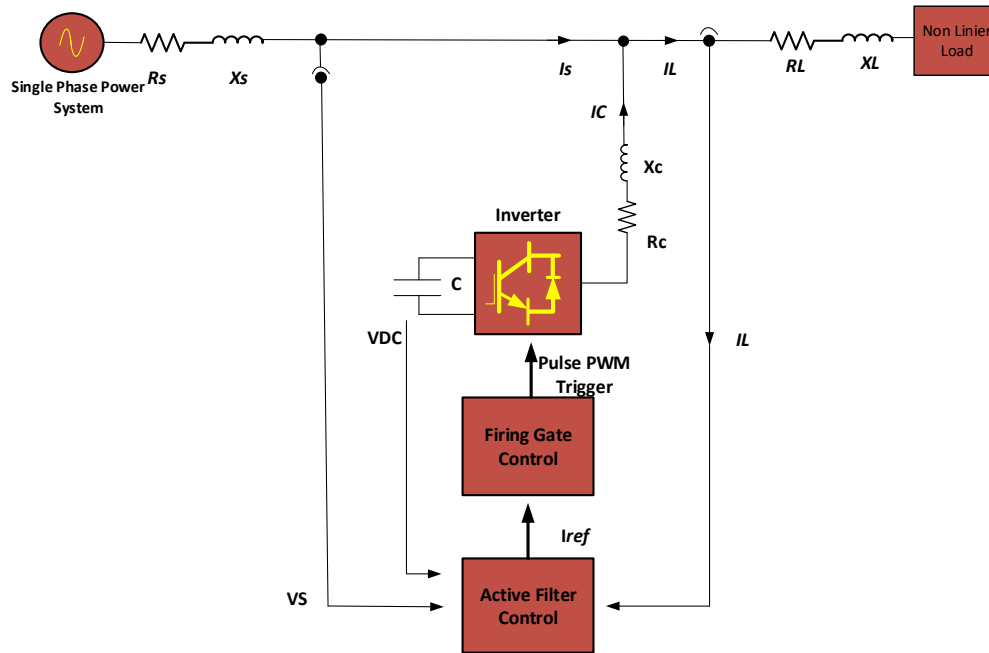 Non Linier
Load
Single Phase Power
System
Rs
Xs
Is
IL
RL
XL
IC
Xc
Rc
Inverter
C
VDC
IL
Pulse PWM
Trigger
Firing Gate
Control
Iref
Active Filter
Control
VS